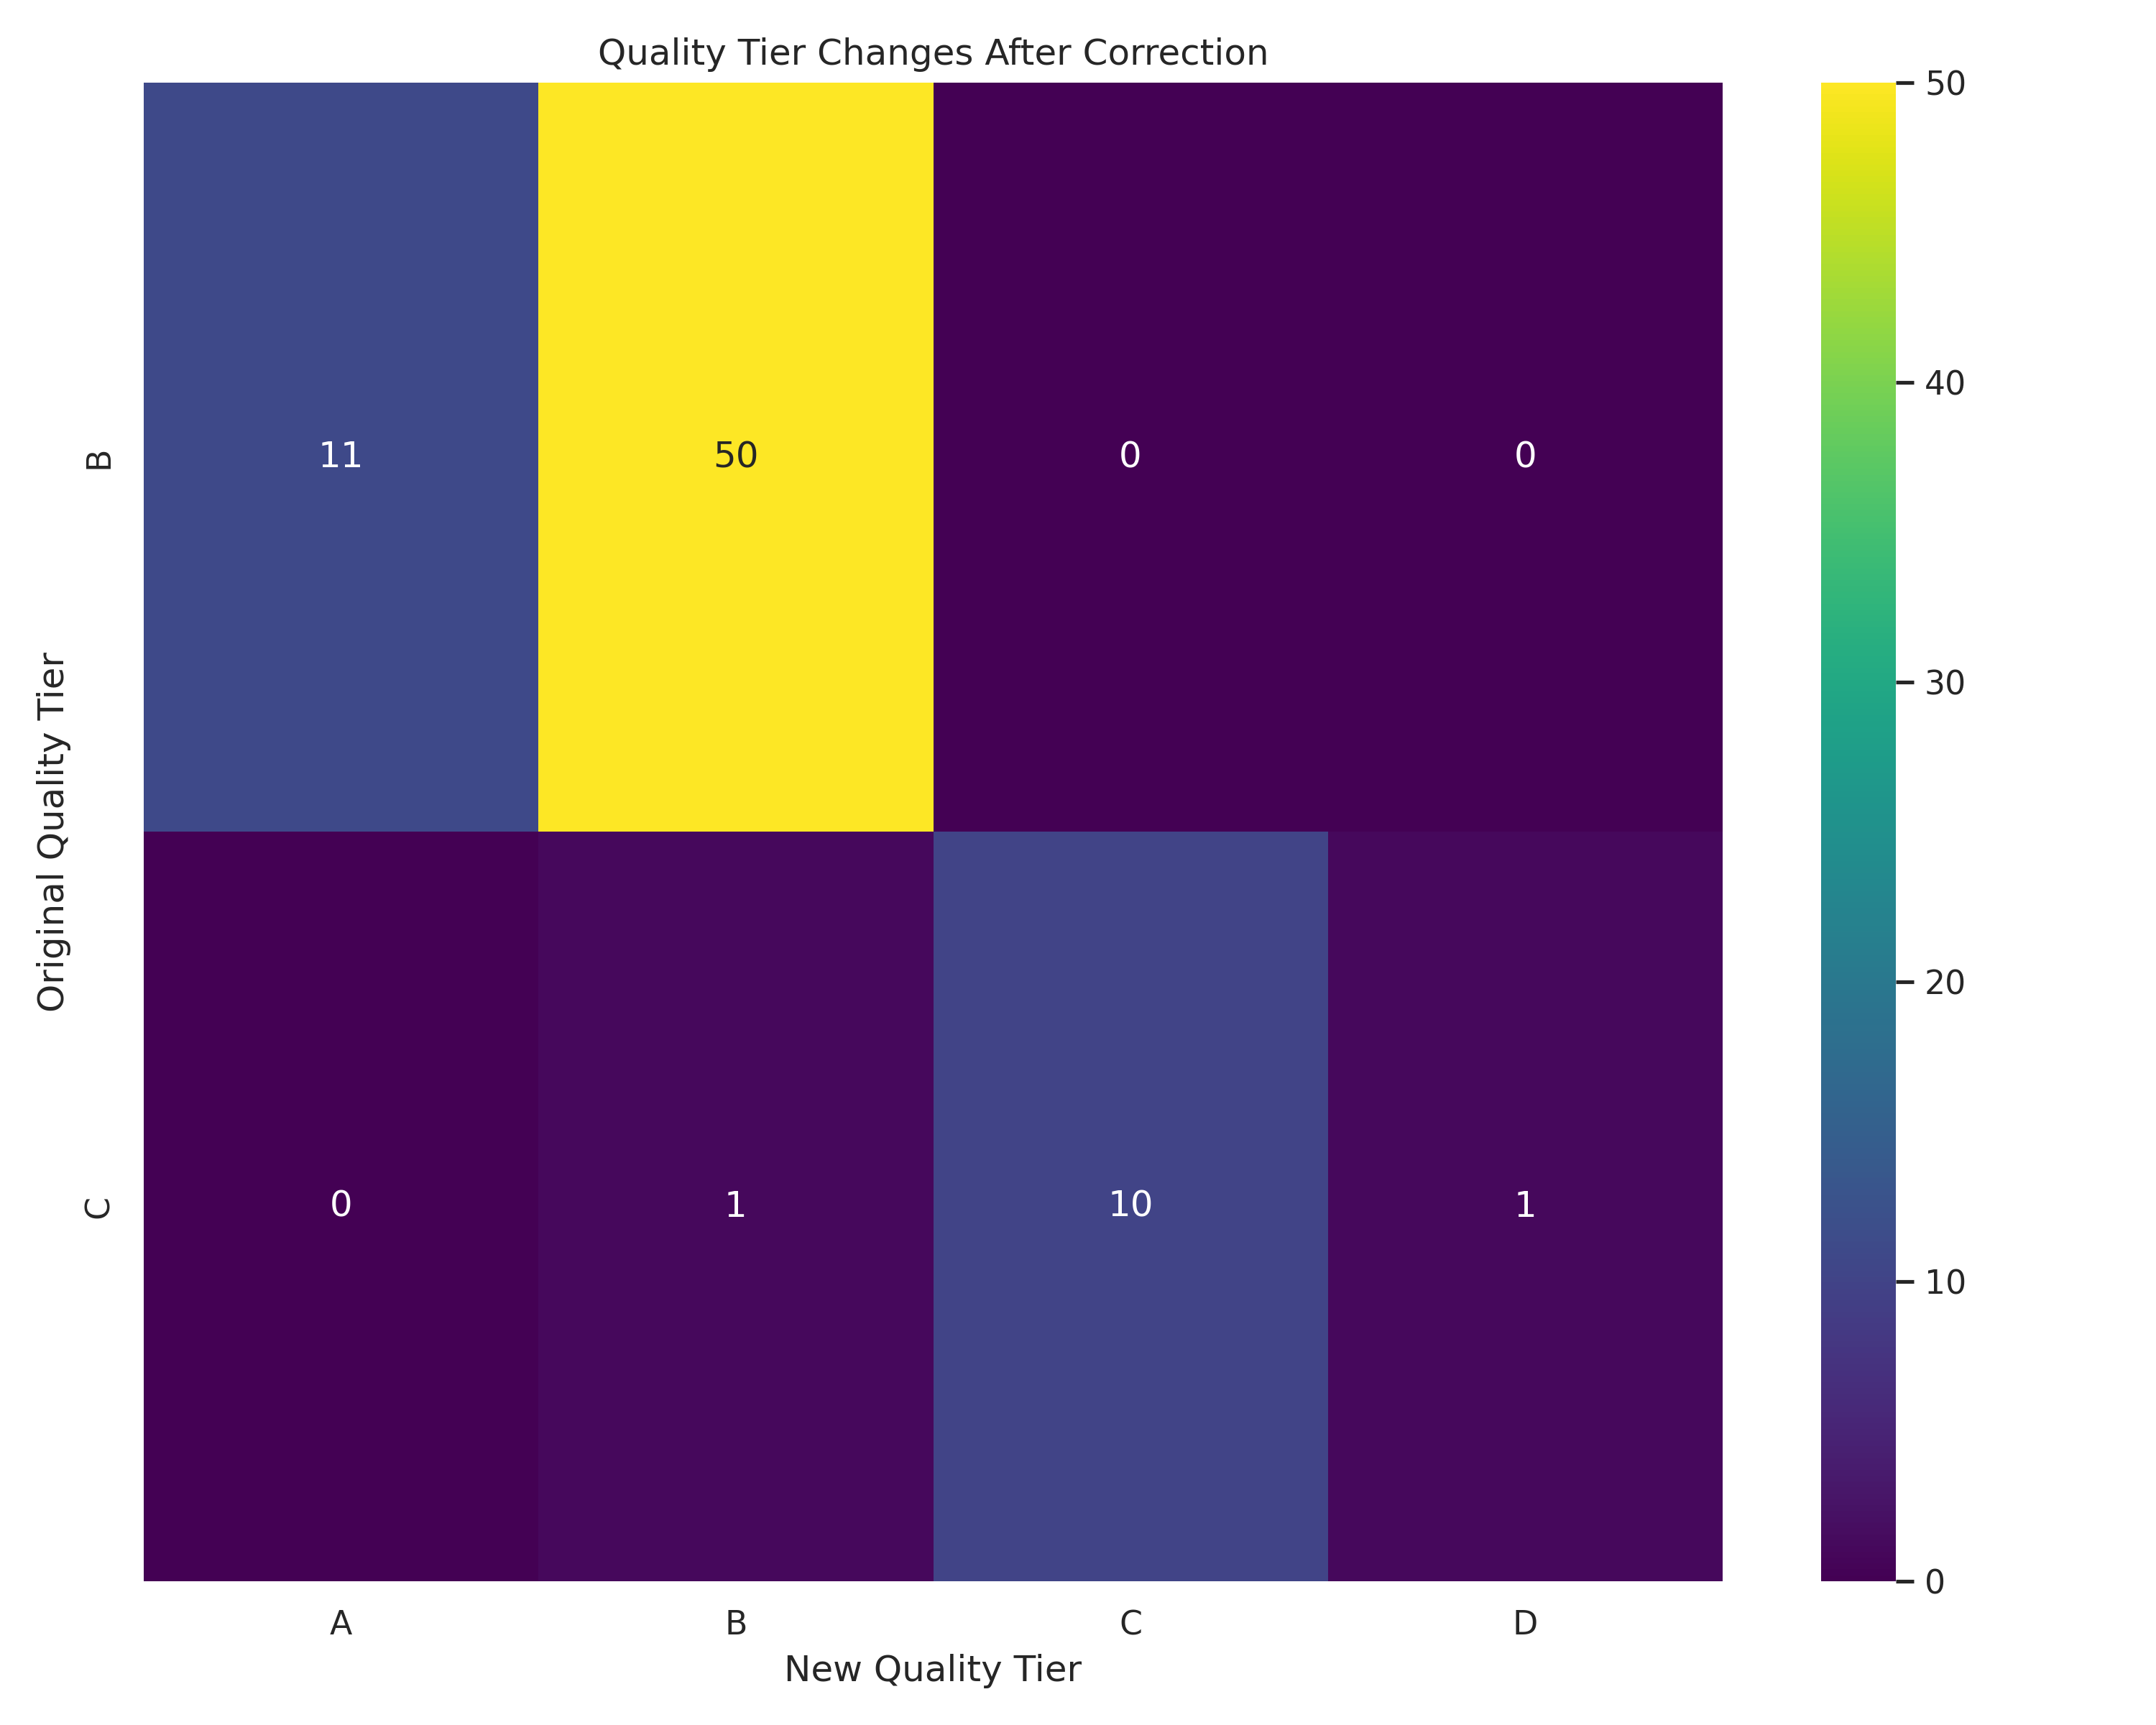 Quality Tier Changes After Correction
Original Quality Tier
B
11 50 0 0
C
0 1 10 1
A B C D
New Quality Tier
50
40
30
20
10
0